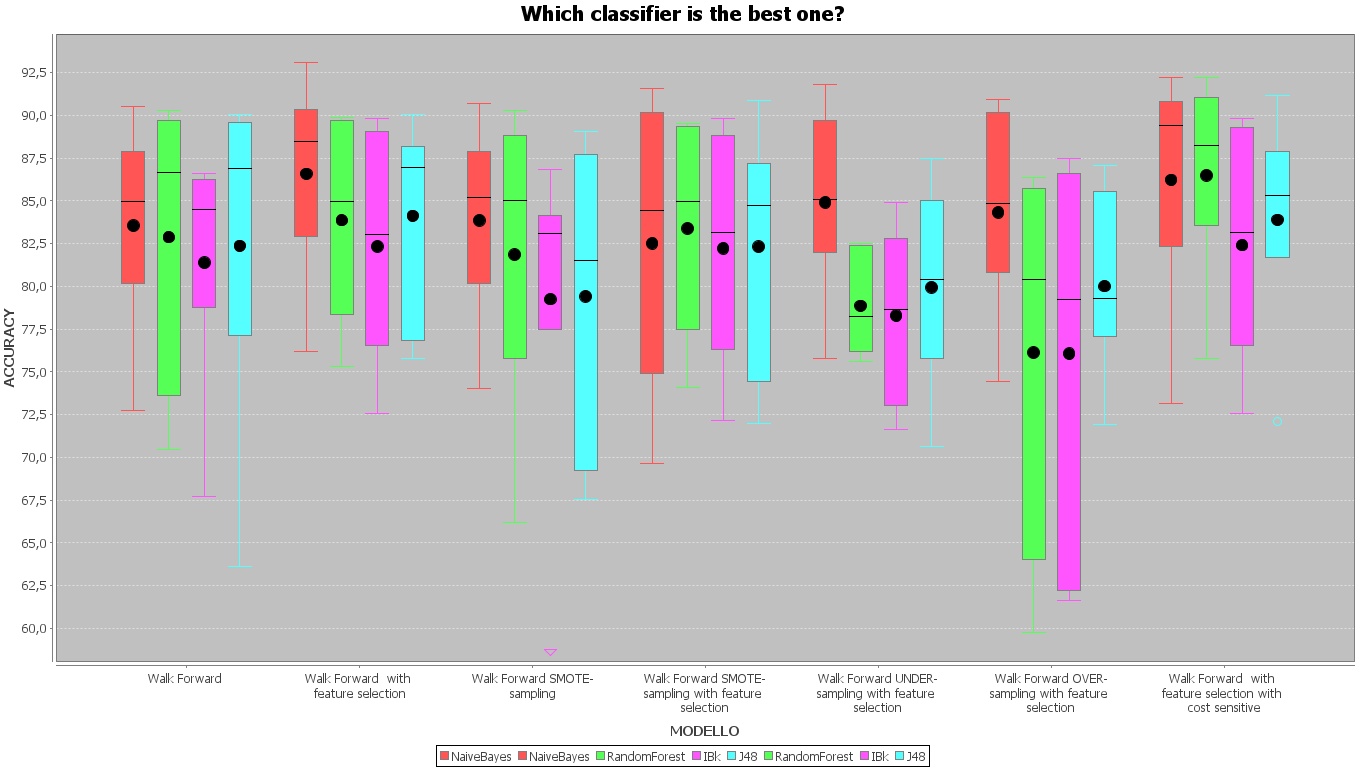 Which classifier is the best one?
ACCURACY
92,5
90,0
87,5
85,0
82,5
80,0
77,5
75,0
72,5
70,0
67,5
65,0
62,5
60,0
Walk Forward
Walk Forward with
feature selection
Walk Forward SMOTE-
sampling
Walk Forward SMOTE-
sampling with feature
selection
Walk Forward UNDER-
sampling with feature
selection
Walk Forward OVER-
sampling with feature
selection
Walk Forward with
feature selection with
cost sensitive
MODELLO
NaiveBayes NaiveBayes RandomForest IBk J48 RandomForest IBk J48